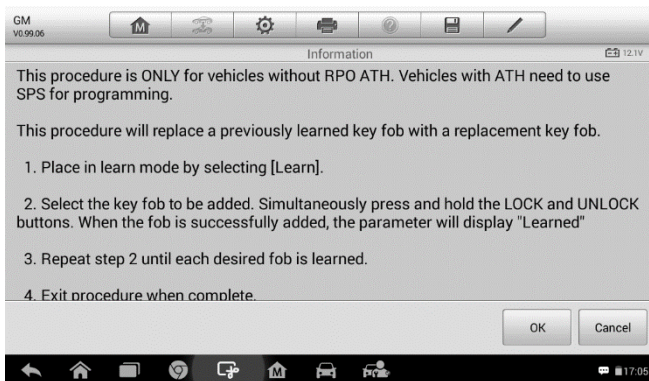 GM
V0.99.06
Information
12.1V
This procedure is ONLY for vehicles without RPO ATH. Vehicles with ATH need to use
SPS for programming.
This procedure will replace a previously learned key fob with a replacement key fob.
1. Place in learn mode by selecting [Learn].
2. Select the key fob to be added. Simultaneously press and hold the LOCK and UNLOCK
buttons. When the fob is successfully added, the parameter will display "Learned"
3. Repeat step 2 until each desired fob is learned.
4. Exit procedure when complete.
OK
Cancel
17:05